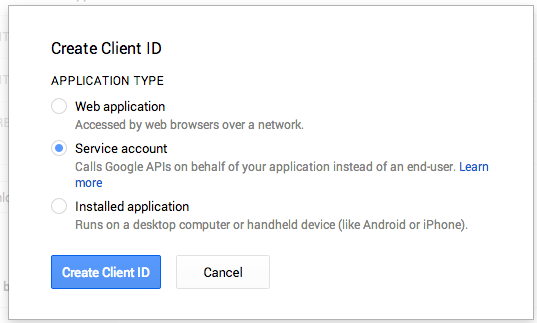 Create Client ID
APPLICATION TYPE
Web application
Accessed by web browsers over a network.
Service account
Calls Google APIs on behalf of your application instead of an end-user. Learn
more
Installed application
Runs on a desktop computer or handheld device (like Android or iPhone).
Create Client ID
Cancel